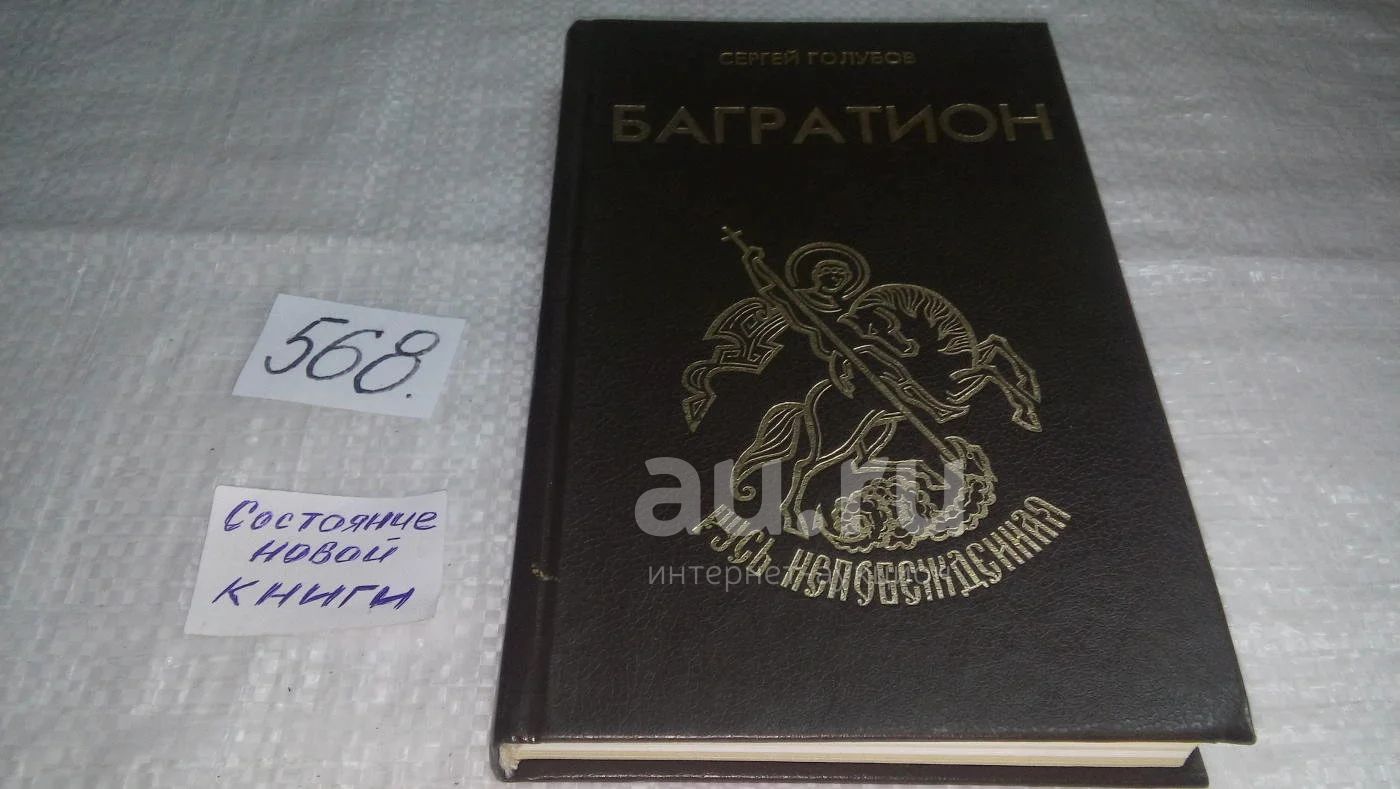 СЕРГЕЙ ГОЛУБОВ
БАГРАТИОН
568.
Состояние
новой
книги
au.ru
РУСЬ НЕПОБЕЖДЕННАЯ